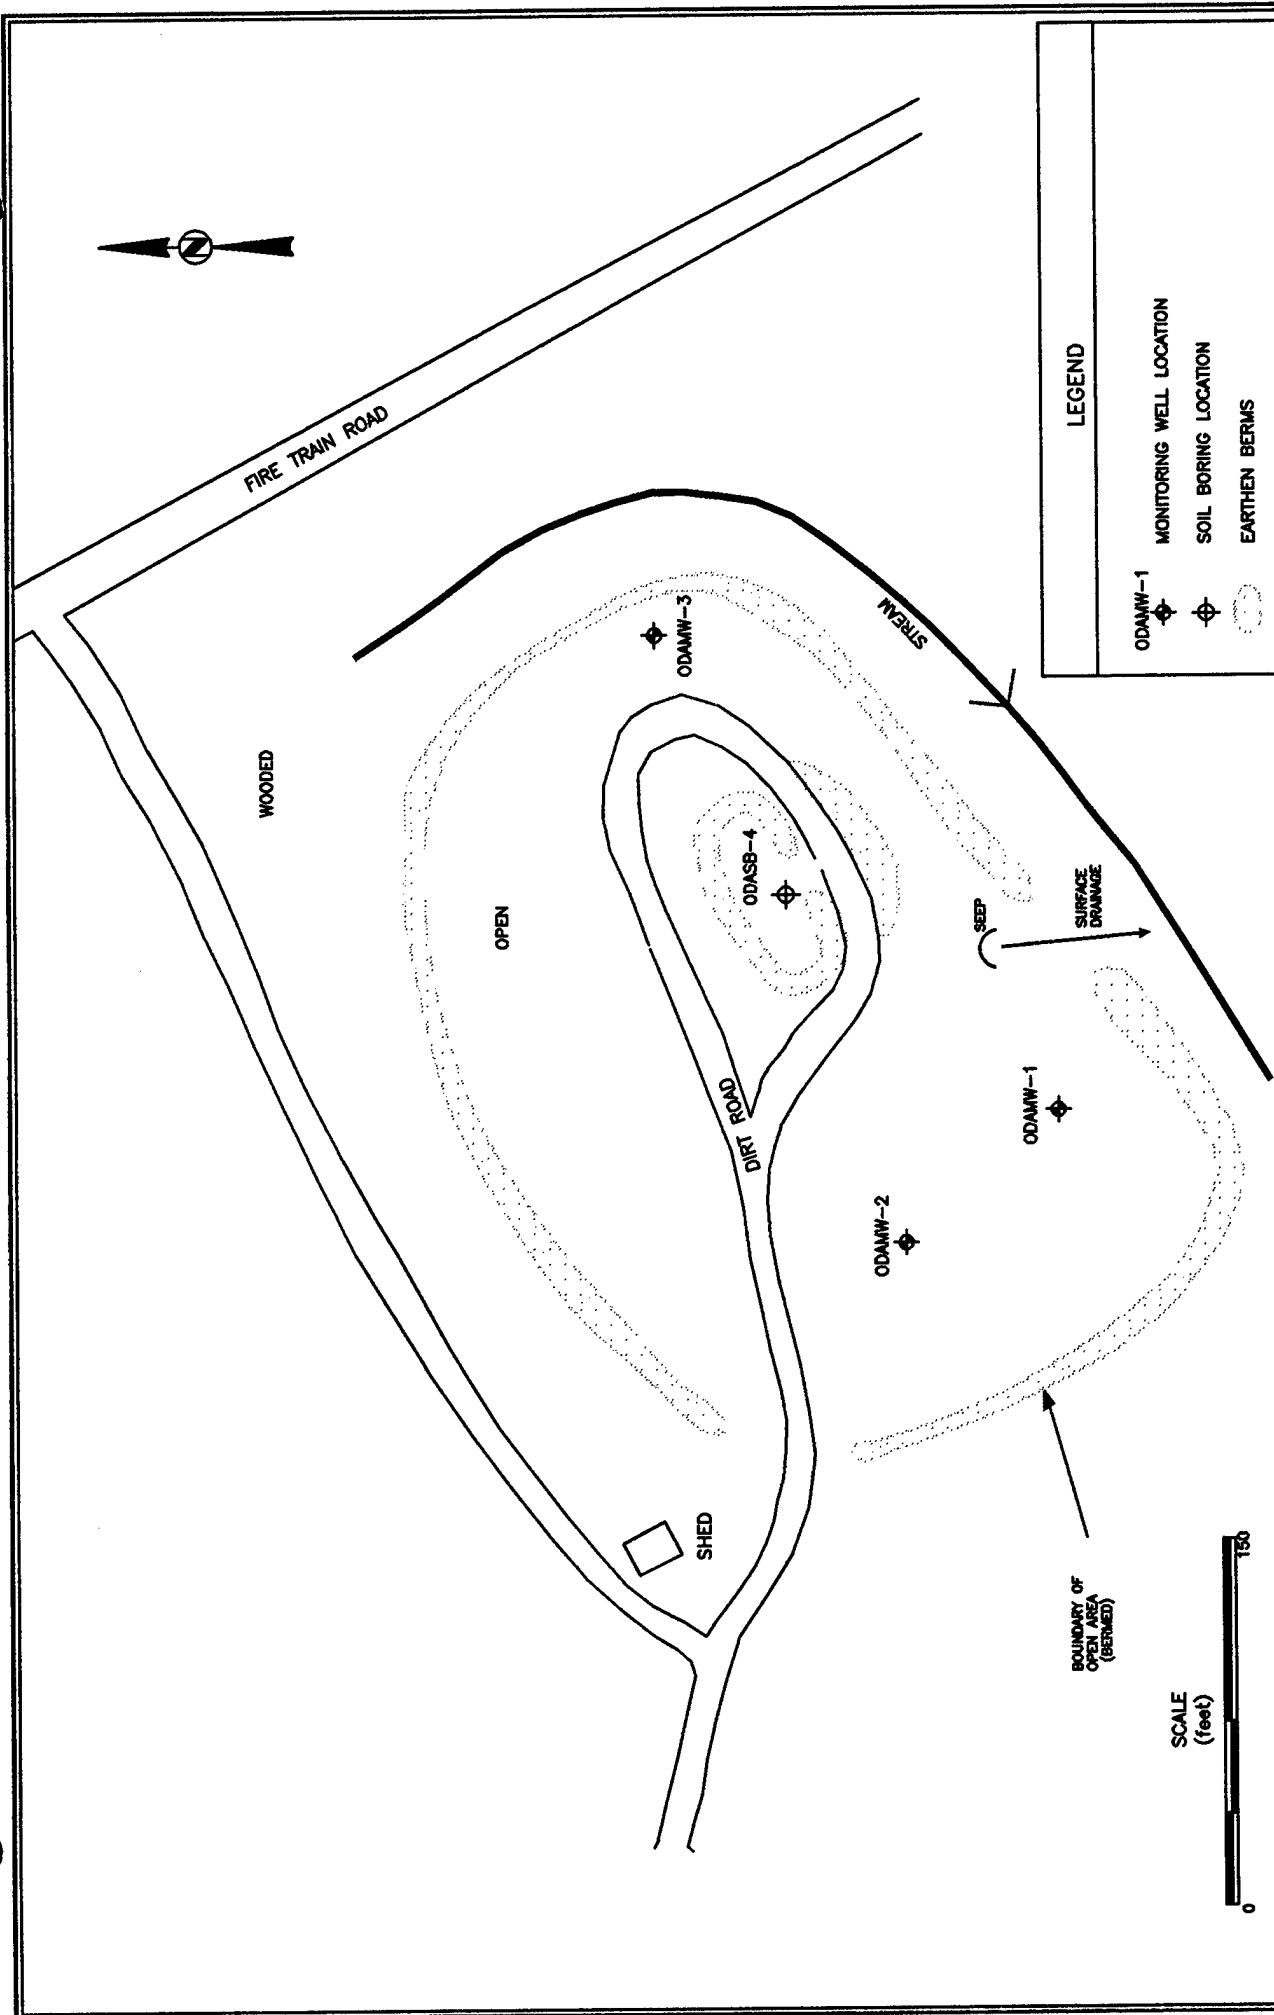 FIRE TRAIN ROAD
N
WOODED
OPEN
STREAM
ODAMW-3
ODASB-4
SEEP
SURFACE
DRAINAGE
DIRT ROAD
ODAMW-1
ODAMW-2
SHED
BOUNDARY OF
OPEN AREA
(BERMED)
SCALE
(feet)
0
150
LEGEND
ODAMW-1
MONITORING WELL LOCATION
SOIL BORING LOCATION
EARTHEN BERMS